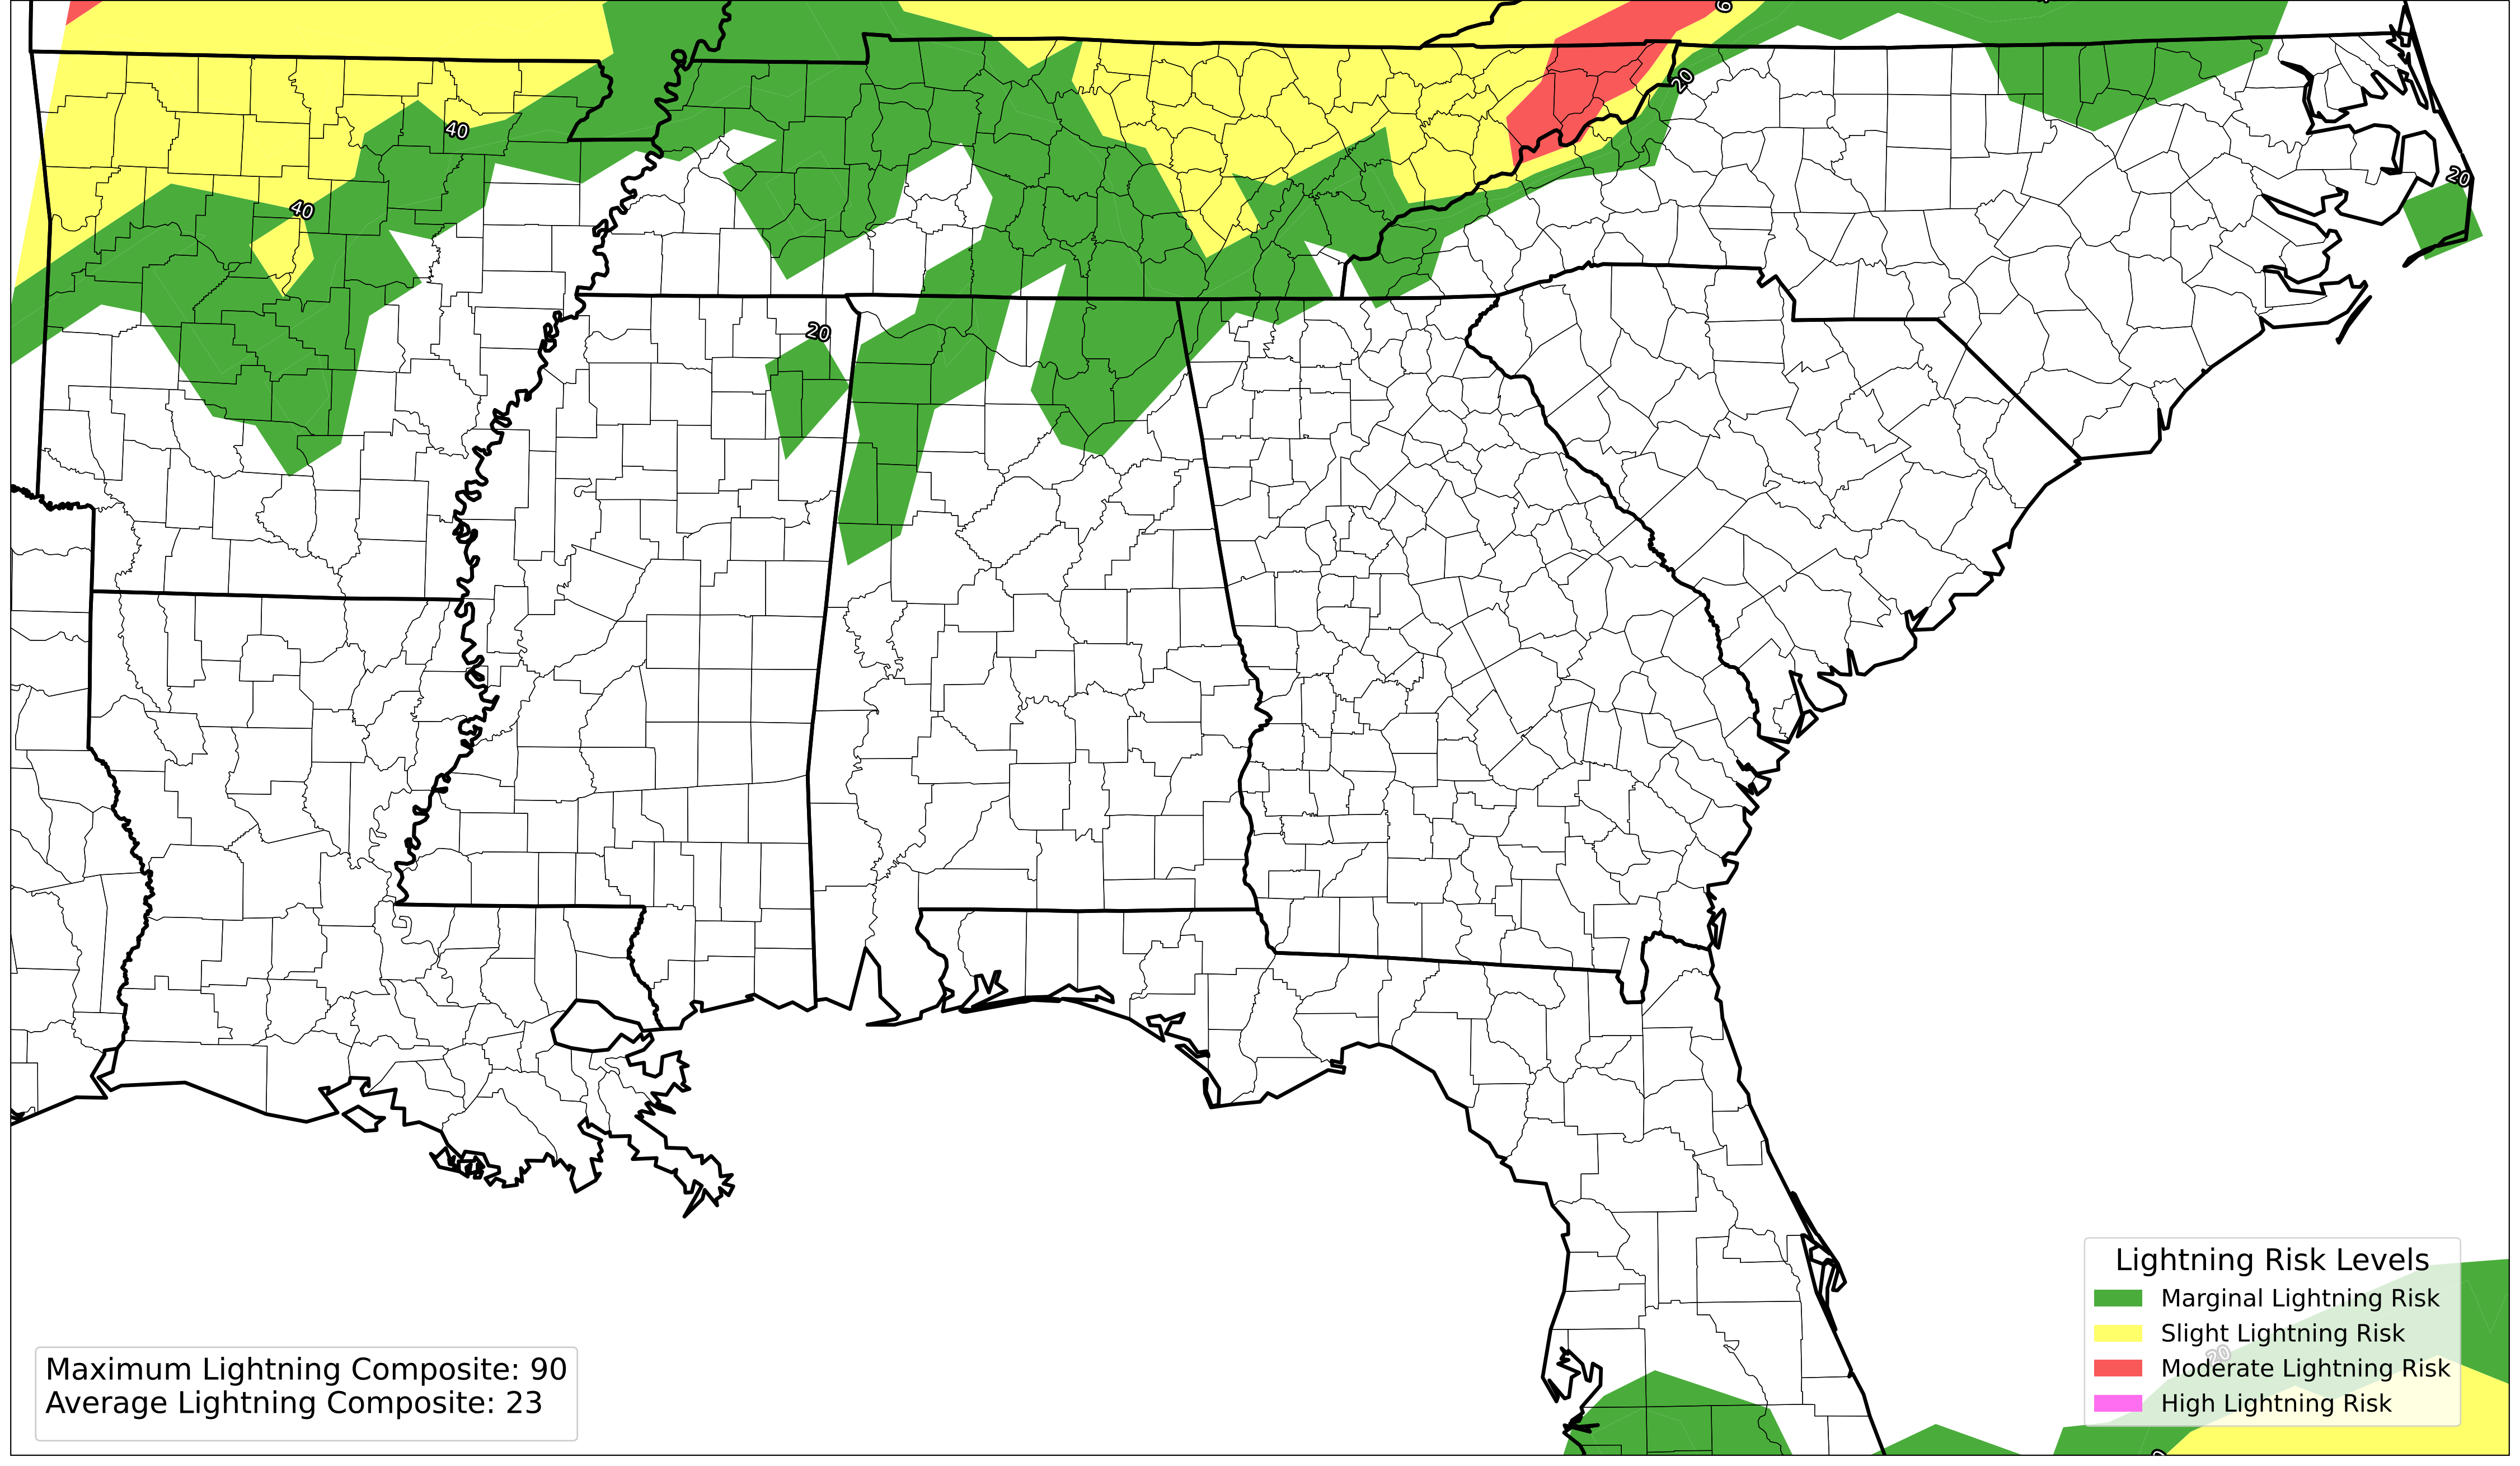 40
40
20
20
20
Lightning Risk Levels
Marginal Lightning Risk
Slight Lightning Risk
20
Moderate Lightning Risk
High Lightning Risk
Maximum Lightning Composite: 90
Average Lightning Composite: 23